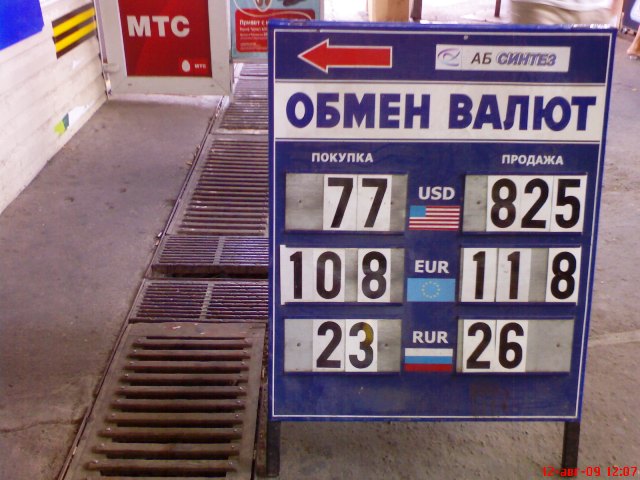 МТС
МТС
АБ СИНТЕЗ
ОБМЕН ВАЛЮТ
ПОКУПКА ПРОДАЖА
77 USD 825
108 EUR 118
23 RUR 26
12-авг-09 12:07